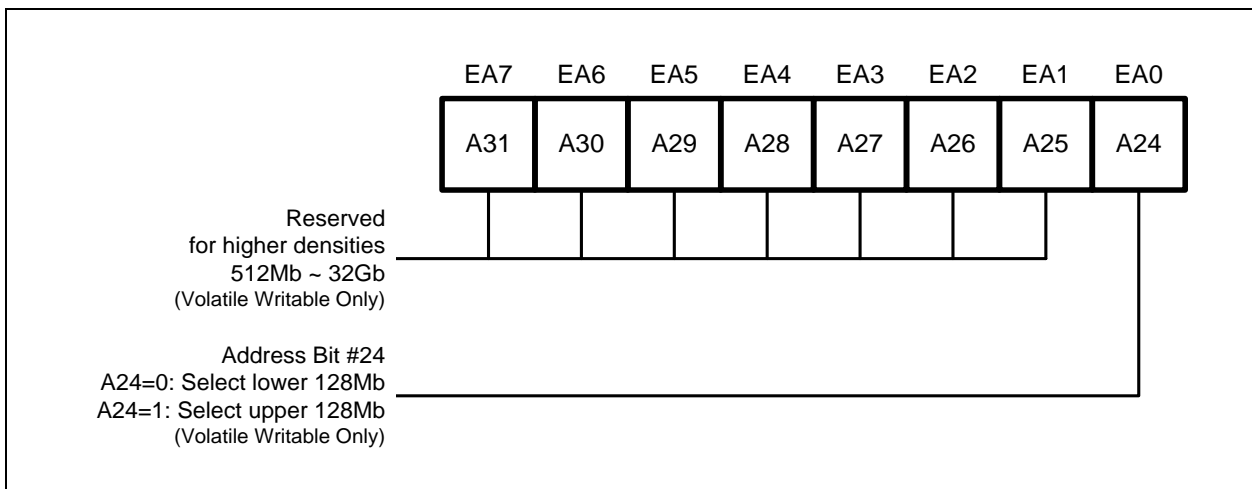 EA7 EA6 EA5 EA4 EA3 EA2 EA1 EA0
A31 A30 A29 A28 A27 A26 A25 A24
Reserved
for higher densities
512Mb ~ 32Gb
(Volatile Writable Only)
Address Bit #24
A24=0: Select lower 128Mb
A24=1: Select upper 128Mb
(Volatile Writable Only)